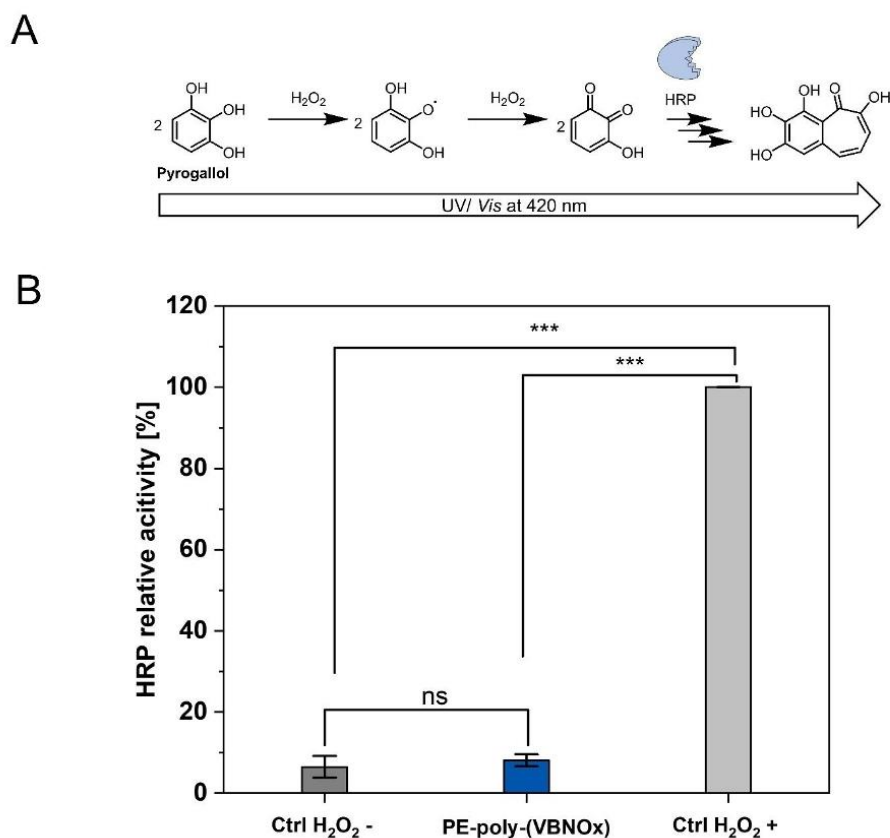 A
OH
OH
OH
2
Pyrogallol
H₂O₂
2
OH
O•
OH
H₂O₂
2
O
O
OH
HRP
OH
O
OH
HO
HO
UV/ Vis at 420 nm
B
HRP relative acitivity [%]
120
100
80
60
40
20
0
***
***
ns
Ctrl H₂O₂ -
PE-poly-(VBNOx)
Ctrl H₂O₂ +